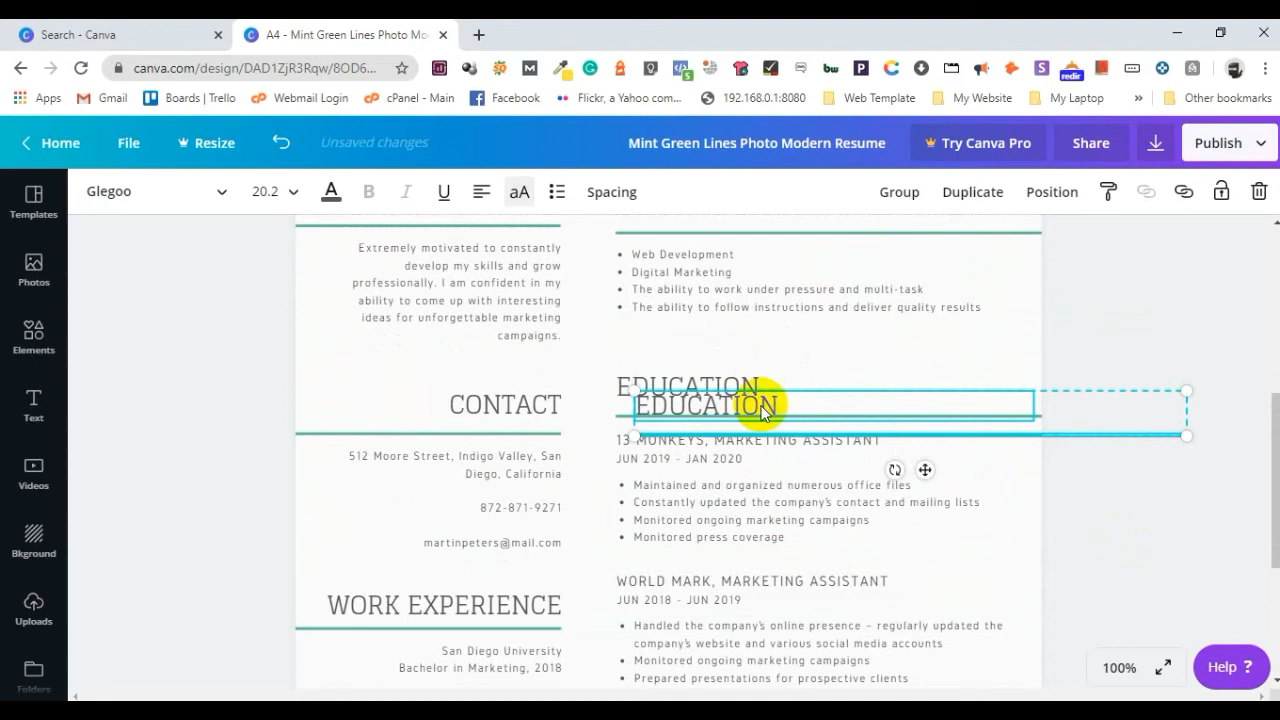 Search - Canva
A4 - Mint Green Lines Photo Mo
canva.com/design/DAD1ZjR3Rqw/8OD6...
Apps
Gmail
Boards | Trello
Webmail Login
cPanel - Main
Facebook
Flickr, a Yahoo com...
192.168.0.1:8080
Web Template
My Website
My Laptop
»
Other bookmarks
Home
File
Resize
Unsaved changes
Mint Green Lines Photo Modern Resume
Try Canva Pro
Share
Publish
Glegoo
20.2
A
B
I
U
aA
Spacing
Group
Duplicate
Position
Templates
Photos
Elements
Text
Videos
Bkground
Uploads
Folders
Extremely motivated to constantly
develop my skills and grow
professionally. I am confident in my
ability to come up with interesting
ideas for unforgettable marketing
campaigns.
CONTACT
512 Moore Street, Indigo Valley, San
Diego, California
872-871-9271
martinpeters@mail.com
WORK EXPERIENCE
San Diego University
Bachelor in Marketing, 2018
• Web Development
• Digital Marketing
• The ability to work under pressure and multi-task
• The ability to follow instructions and deliver quality results
EDUCATION
EDUCATION
13 MONKEYS, MARKETING ASSISTANT
JUN 2019 - JAN 2020
• Maintained and organized numerous office files
• Constantly updated the company's contact and mailing lists
• Monitored ongoing marketing campaigns
• Monitored press coverage
WORLD MARK, MARKETING ASSISTANT
JUN 2018 - JUN 2019
• Handled the company's online presence – regularly updated the
company's website and various social media accounts
• Monitored ongoing marketing campaigns
• Prepared presentations for prospective clients
100%
Help ?